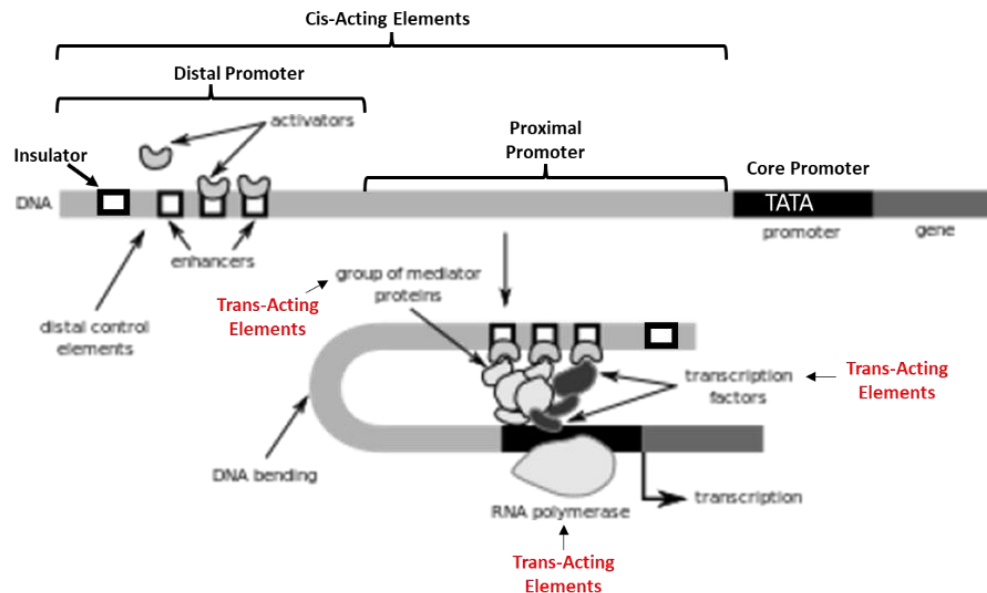 Cis-Acting Elements
Distal Promoter
activators
Proximal
Promoter
Insulator
Core Promoter
DNA
TATA
promoter
gene
enhancers
group of mediator
proteins
Trans-Acting
Elements
distal control
elements
transcription
factors
Trans-Acting
Elements
DNA bending
transcription
RNA polymerase
Trans-Acting
Elements